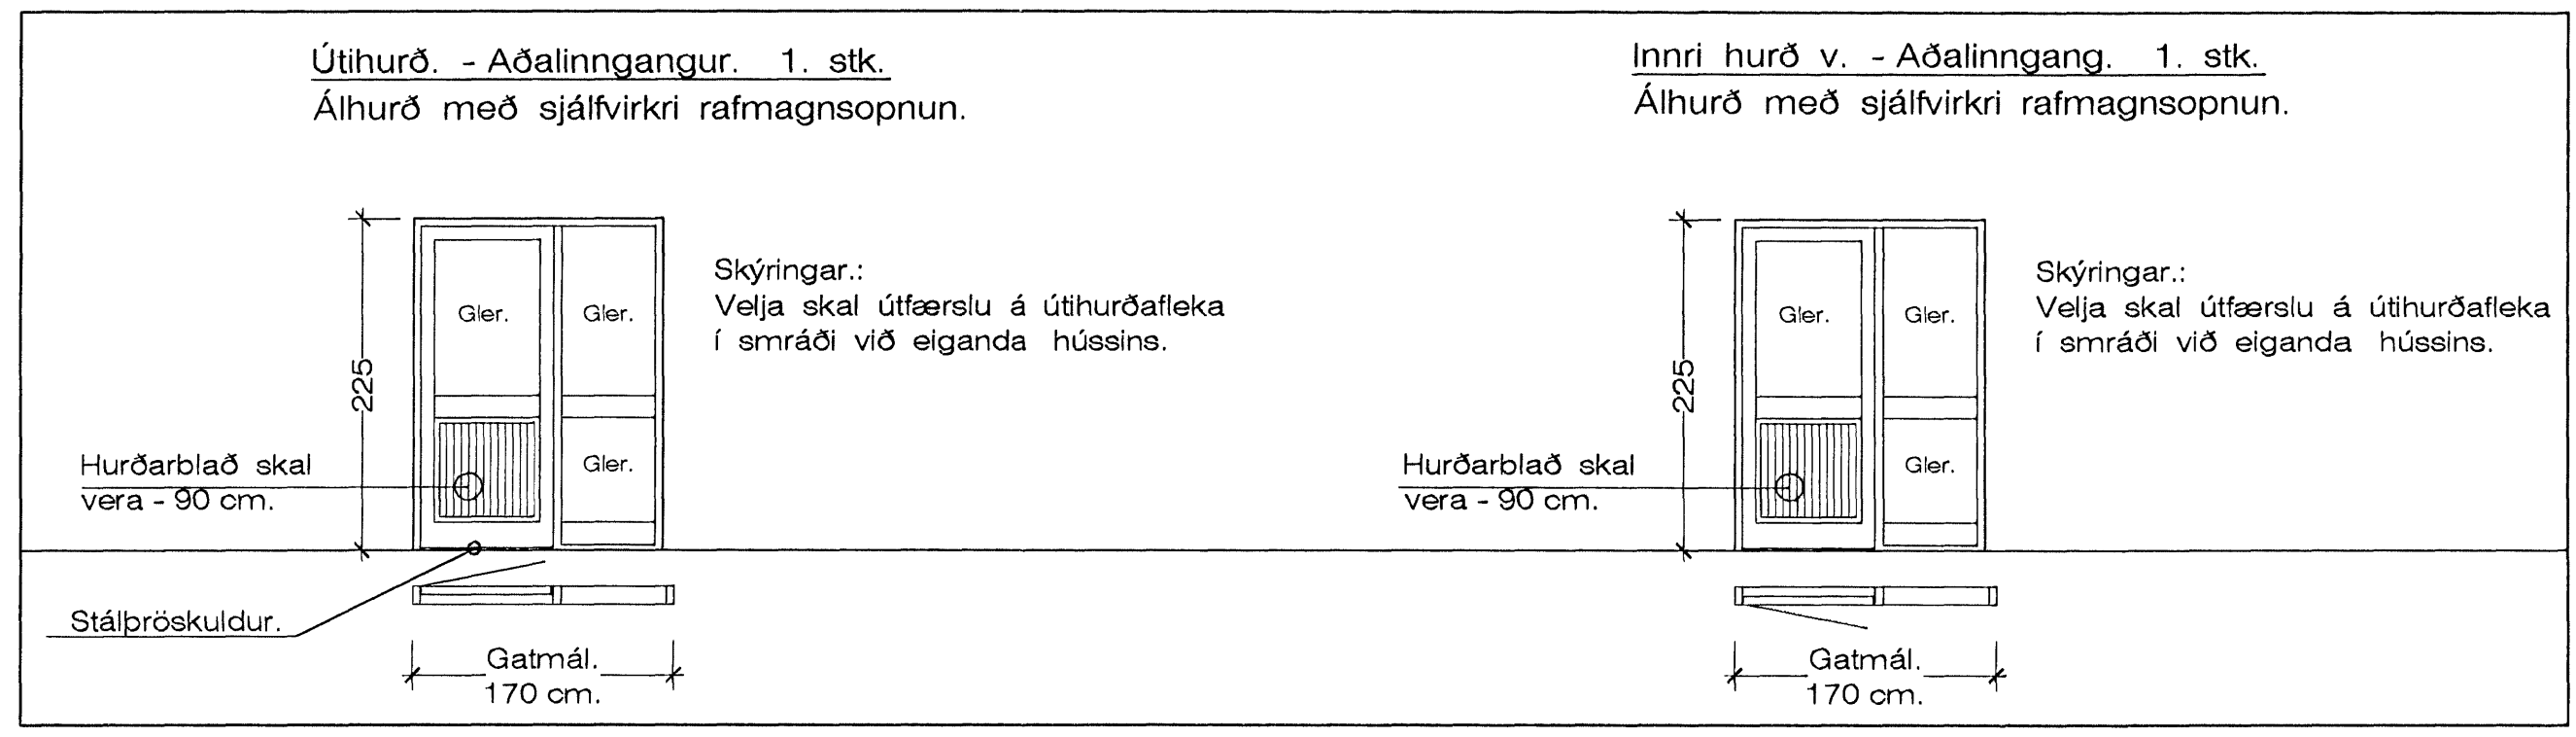 Útihurð. - Aðalinngangur. 1. stk.
Álhurð með sjálfvirkri rafmagnsopnun.
225
Gler.
Gler.
Gler.
Skýringar.:
Velja skal útfærslu á útihurðafleka
í smráði við eiganda hússins.
Hurðarblað skal
vera - 90 cm.
Stálþröskuldur.
Gatmál.
170 cm.
Innri hurð v. - Aðalinngang. 1. stk.
Álhurð með sjálfvirkri rafmagnsopnun.
225
Gler.
Gler.
Gler.
Skýringar.:
Velja skal útfærslu á útihurðafleka
í smráði við eiganda hússins.
Hurðarblað skal
vera - 90 cm.
Gatmál.
170 cm.